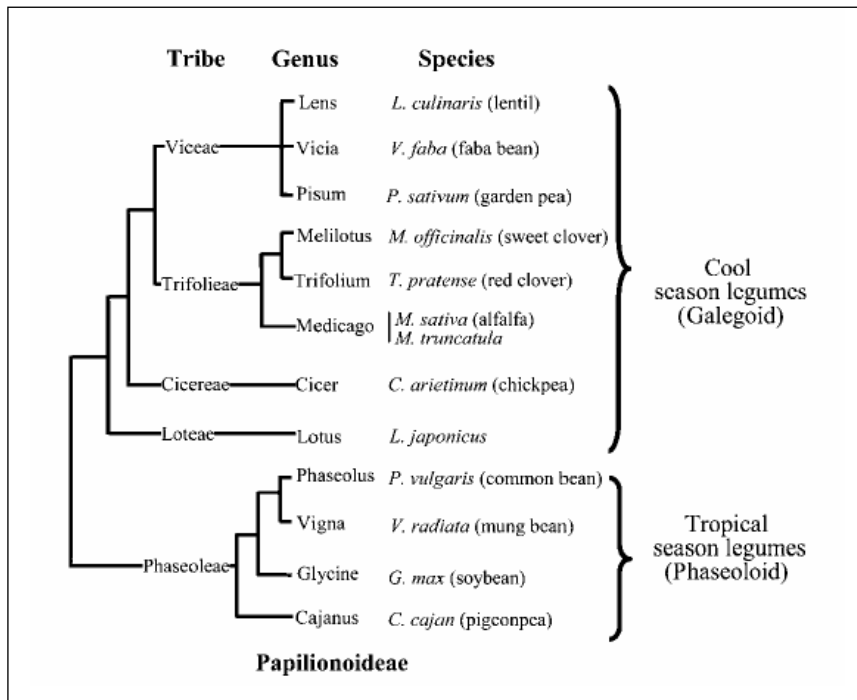 Tribe Genus Species
Lens L. culinaris (lentil)
Viceae Vicia V. faba (faba bean)
Pisum P. sativum (garden pea)
Melilotus M. officinalis (sweet clover)
Trifolieae Trifolium T. pratense (red clover)
Medicago M. sativa (alfalfa)
M. truncatula
Cicereae Cicer C. arietinum (chickpea)
Loteae Lotus L. japonicus
Cool
season legumes
(Galegoid)
Phaseolus P. vulgaris (common bean)
Vigna V. radiata (mung bean)
Phaseoleae Glycine G. max (soybean)
Cajanus C. cajan (pigeonpea)
Tropical
season legumes
(Phaseoloid)
Papilionoideae